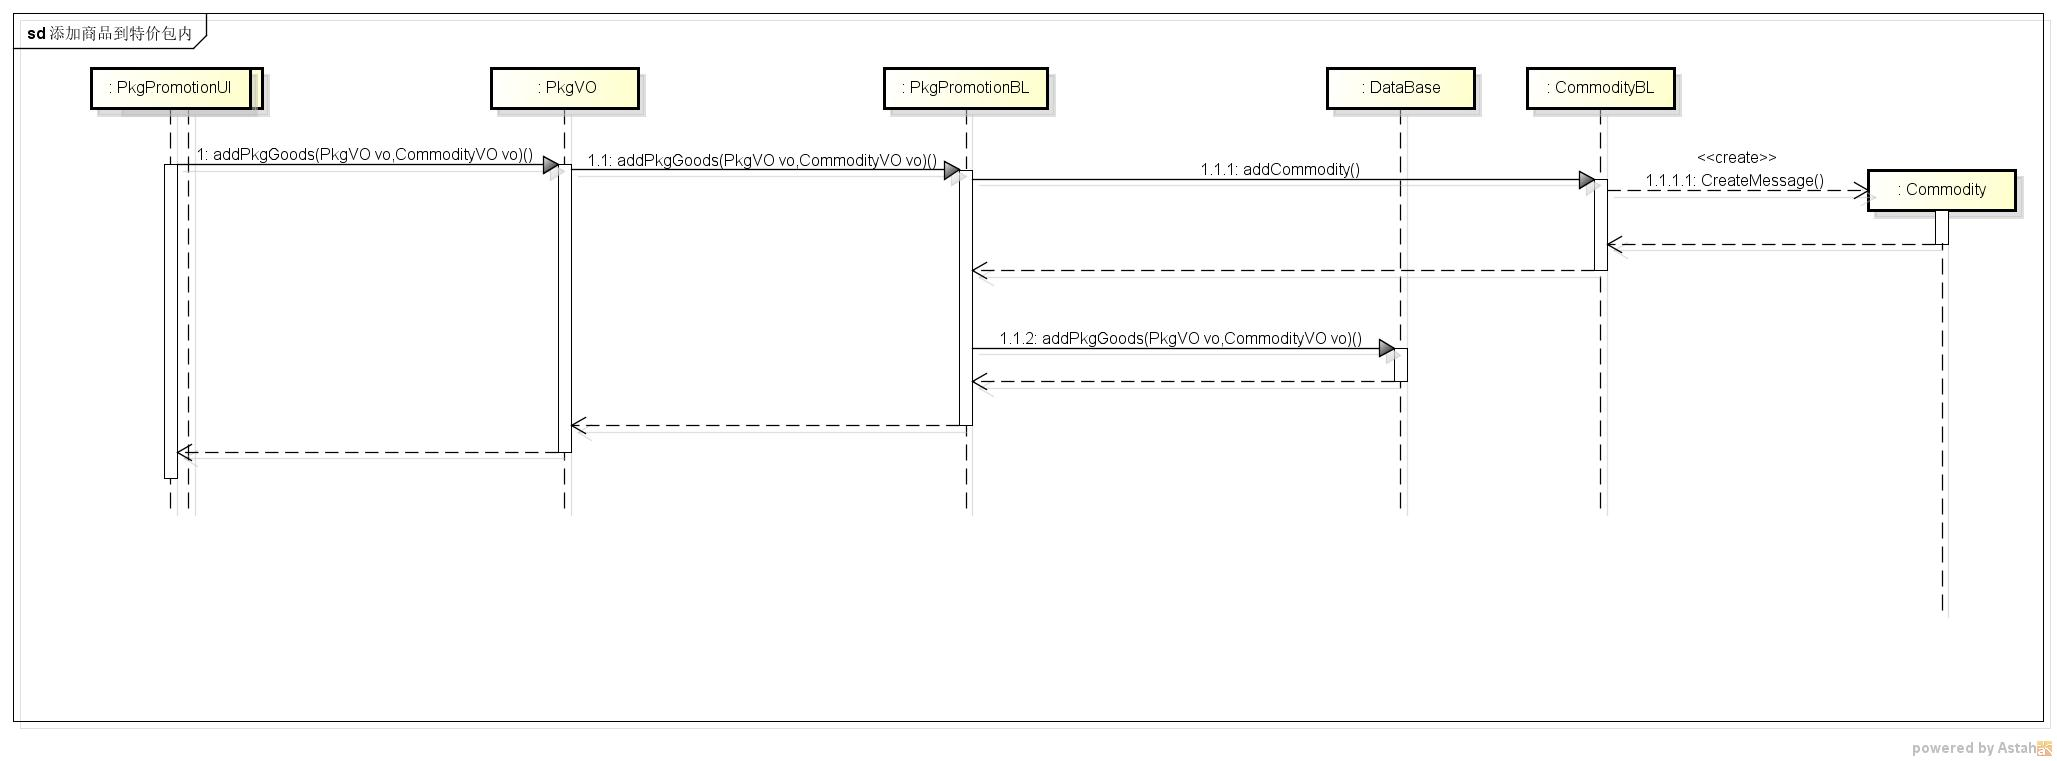 sd 添加商品到特价包内
: PkgPromotionUI
: PkgVO
: PkgPromotionBL
: DataBase
: CommodityBL
1: addPkgGoods(PkgVO vo,CommodityVO vo)()
1.1: addPkgGoods(PkgVO vo,CommodityVO vo)()
1.1.1: addCommodity()
<<create>>
1.1.1.1: CreateMessage()
: Commodity
1.1.2: addPkgGoods(PkgVO vo,CommodityVO vo)()
powered by Astah